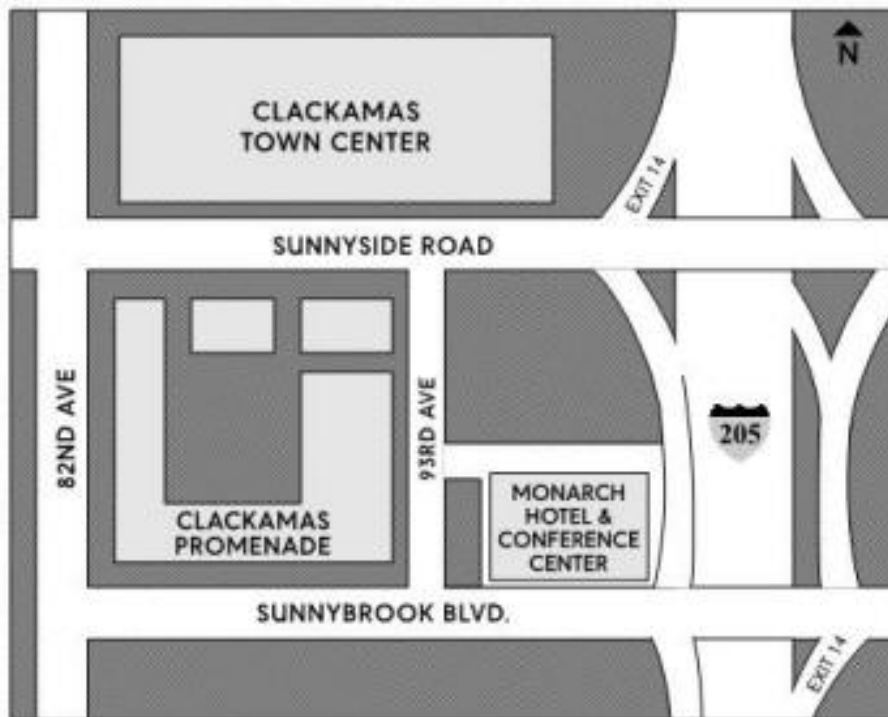 CLACKAMAS
TOWN CENTER
N
EXIT 14
SUNNYSIDE ROAD
82ND AVE
93RD AVE
205
CLACKAMAS
PROMENADE
MONARCH
HOTEL &
CONFERENCE
CENTER
SUNNYBROOK BLVD.
EXIT 14